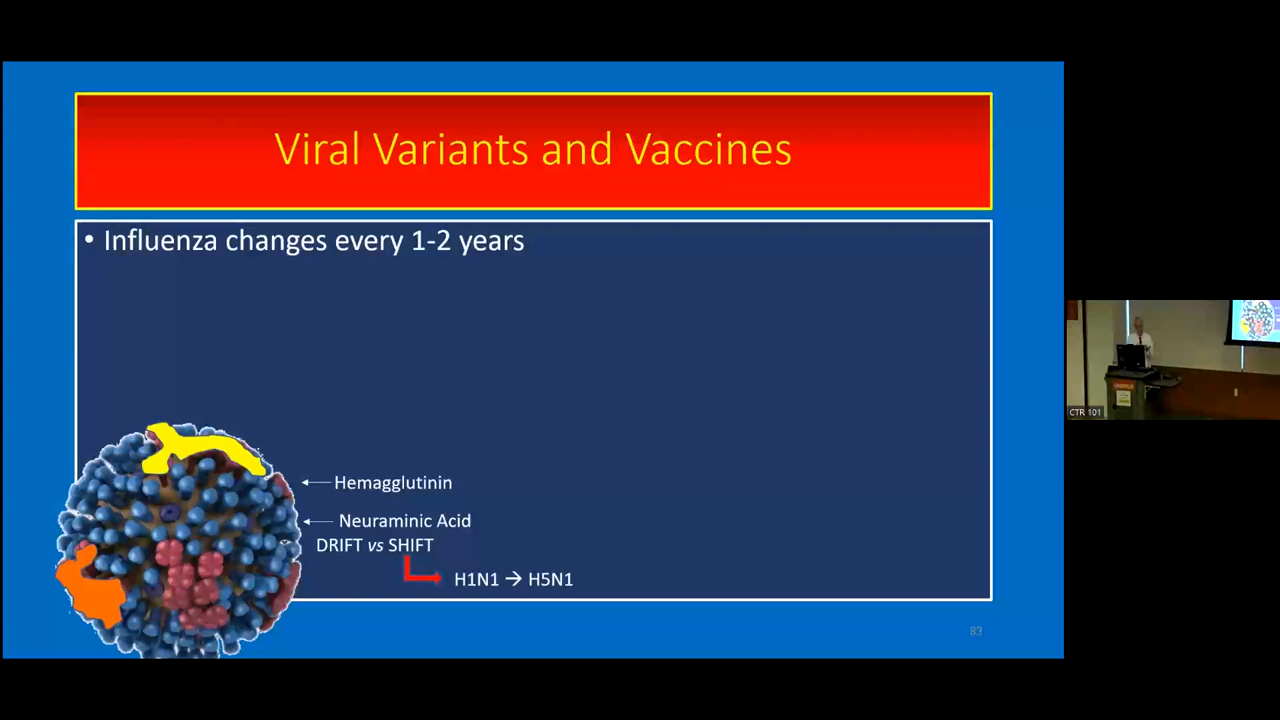 Viral Variants and Vaccines
• Influenza changes every 1-2 years
Hemagglutinin
Neuraminic Acid
DRIFT vs SHIFT
H1N1 → H5N1
83
CTR 101